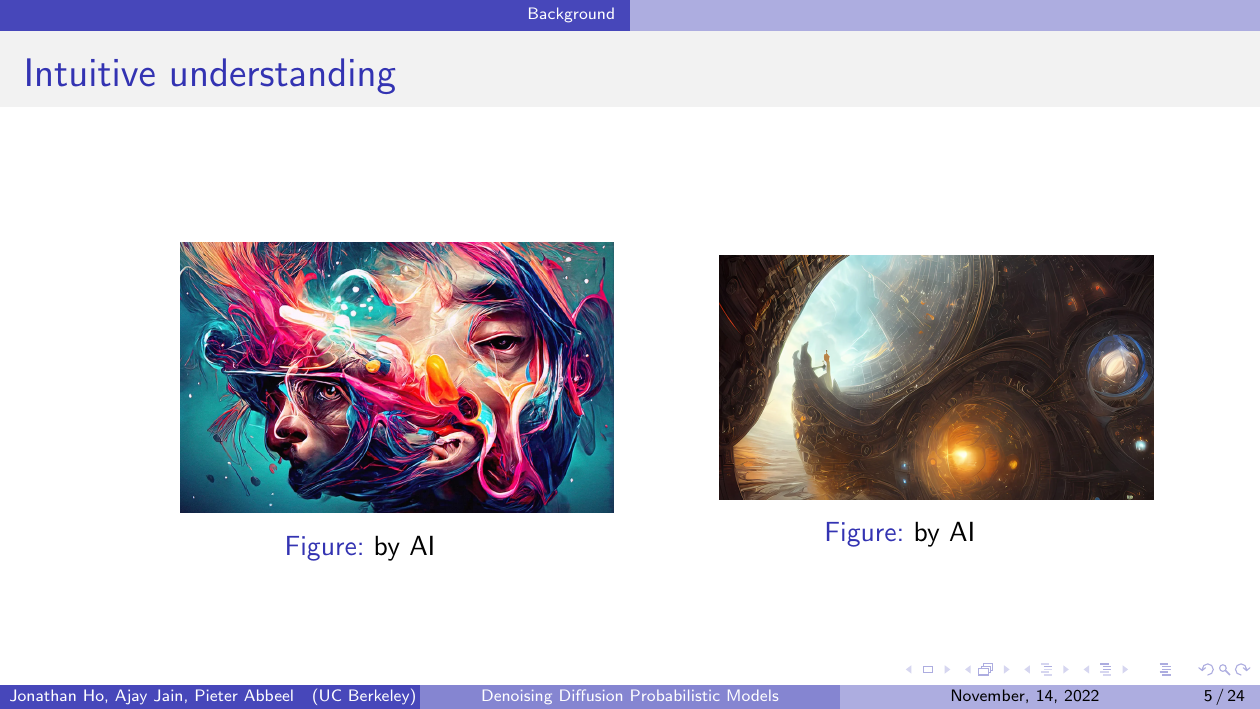 Background
Intuitive understanding
Figure: by AI
Figure: by AI
Jonathan Ho, Ajay Jain, Pieter Abbeel (UC Berkeley) Denoising Diffusion Probabilistic Models November, 14, 2022 5 / 24